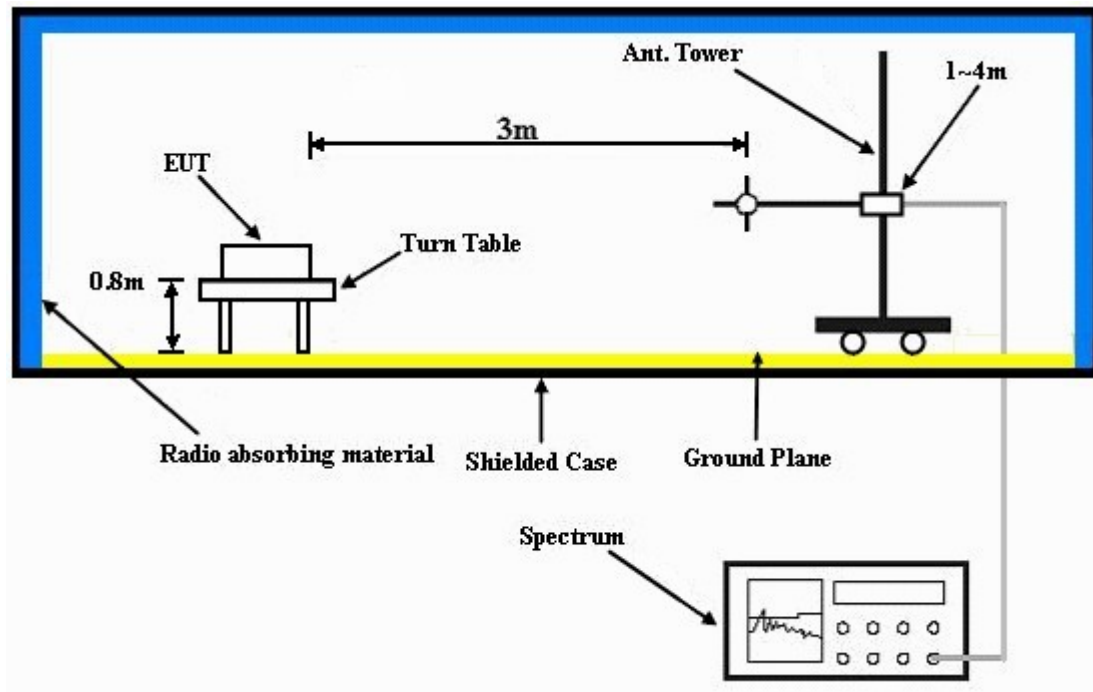 Ant. Tower
1~4m
3m
EUT
Turn Table
0.8m
Radio absorbing material
Shielded Case
Ground Plane
Spectrum